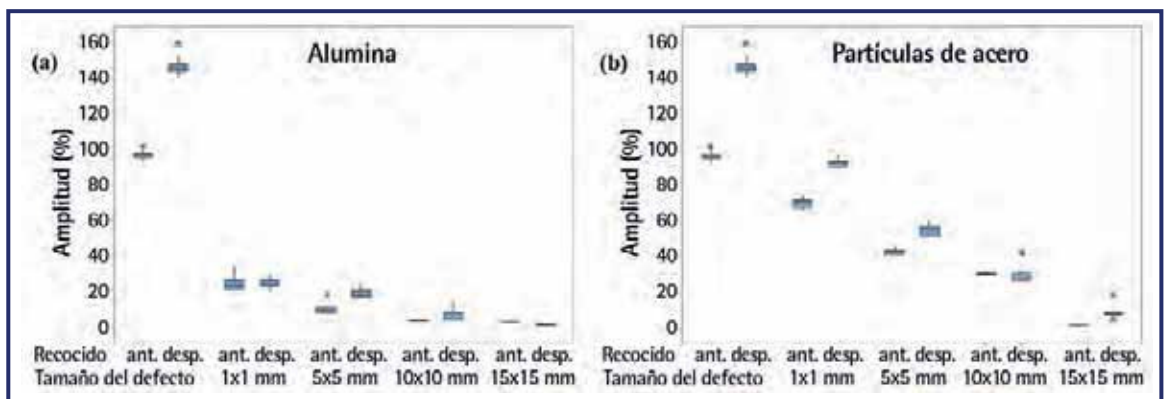 (a)
Alumina
Amplitud (%)
160
140
120
100
80
60
40
20
0
Recocido ant. desp. ant. desp. ant. desp. ant. desp. ant. desp.
Tamaño del defecto 1x1 mm 5x5 mm 10x10 mm 15x15 mm
(b)
Partículas de acero
Amplitud (%)
160
140
120
100
80
60
40
20
0
Recocido ant. desp. ant. desp. ant. desp. ant. desp. ant. desp.
Tamaño del defecto 1x1 mm 5x5 mm 10x10 mm 15x15 mm